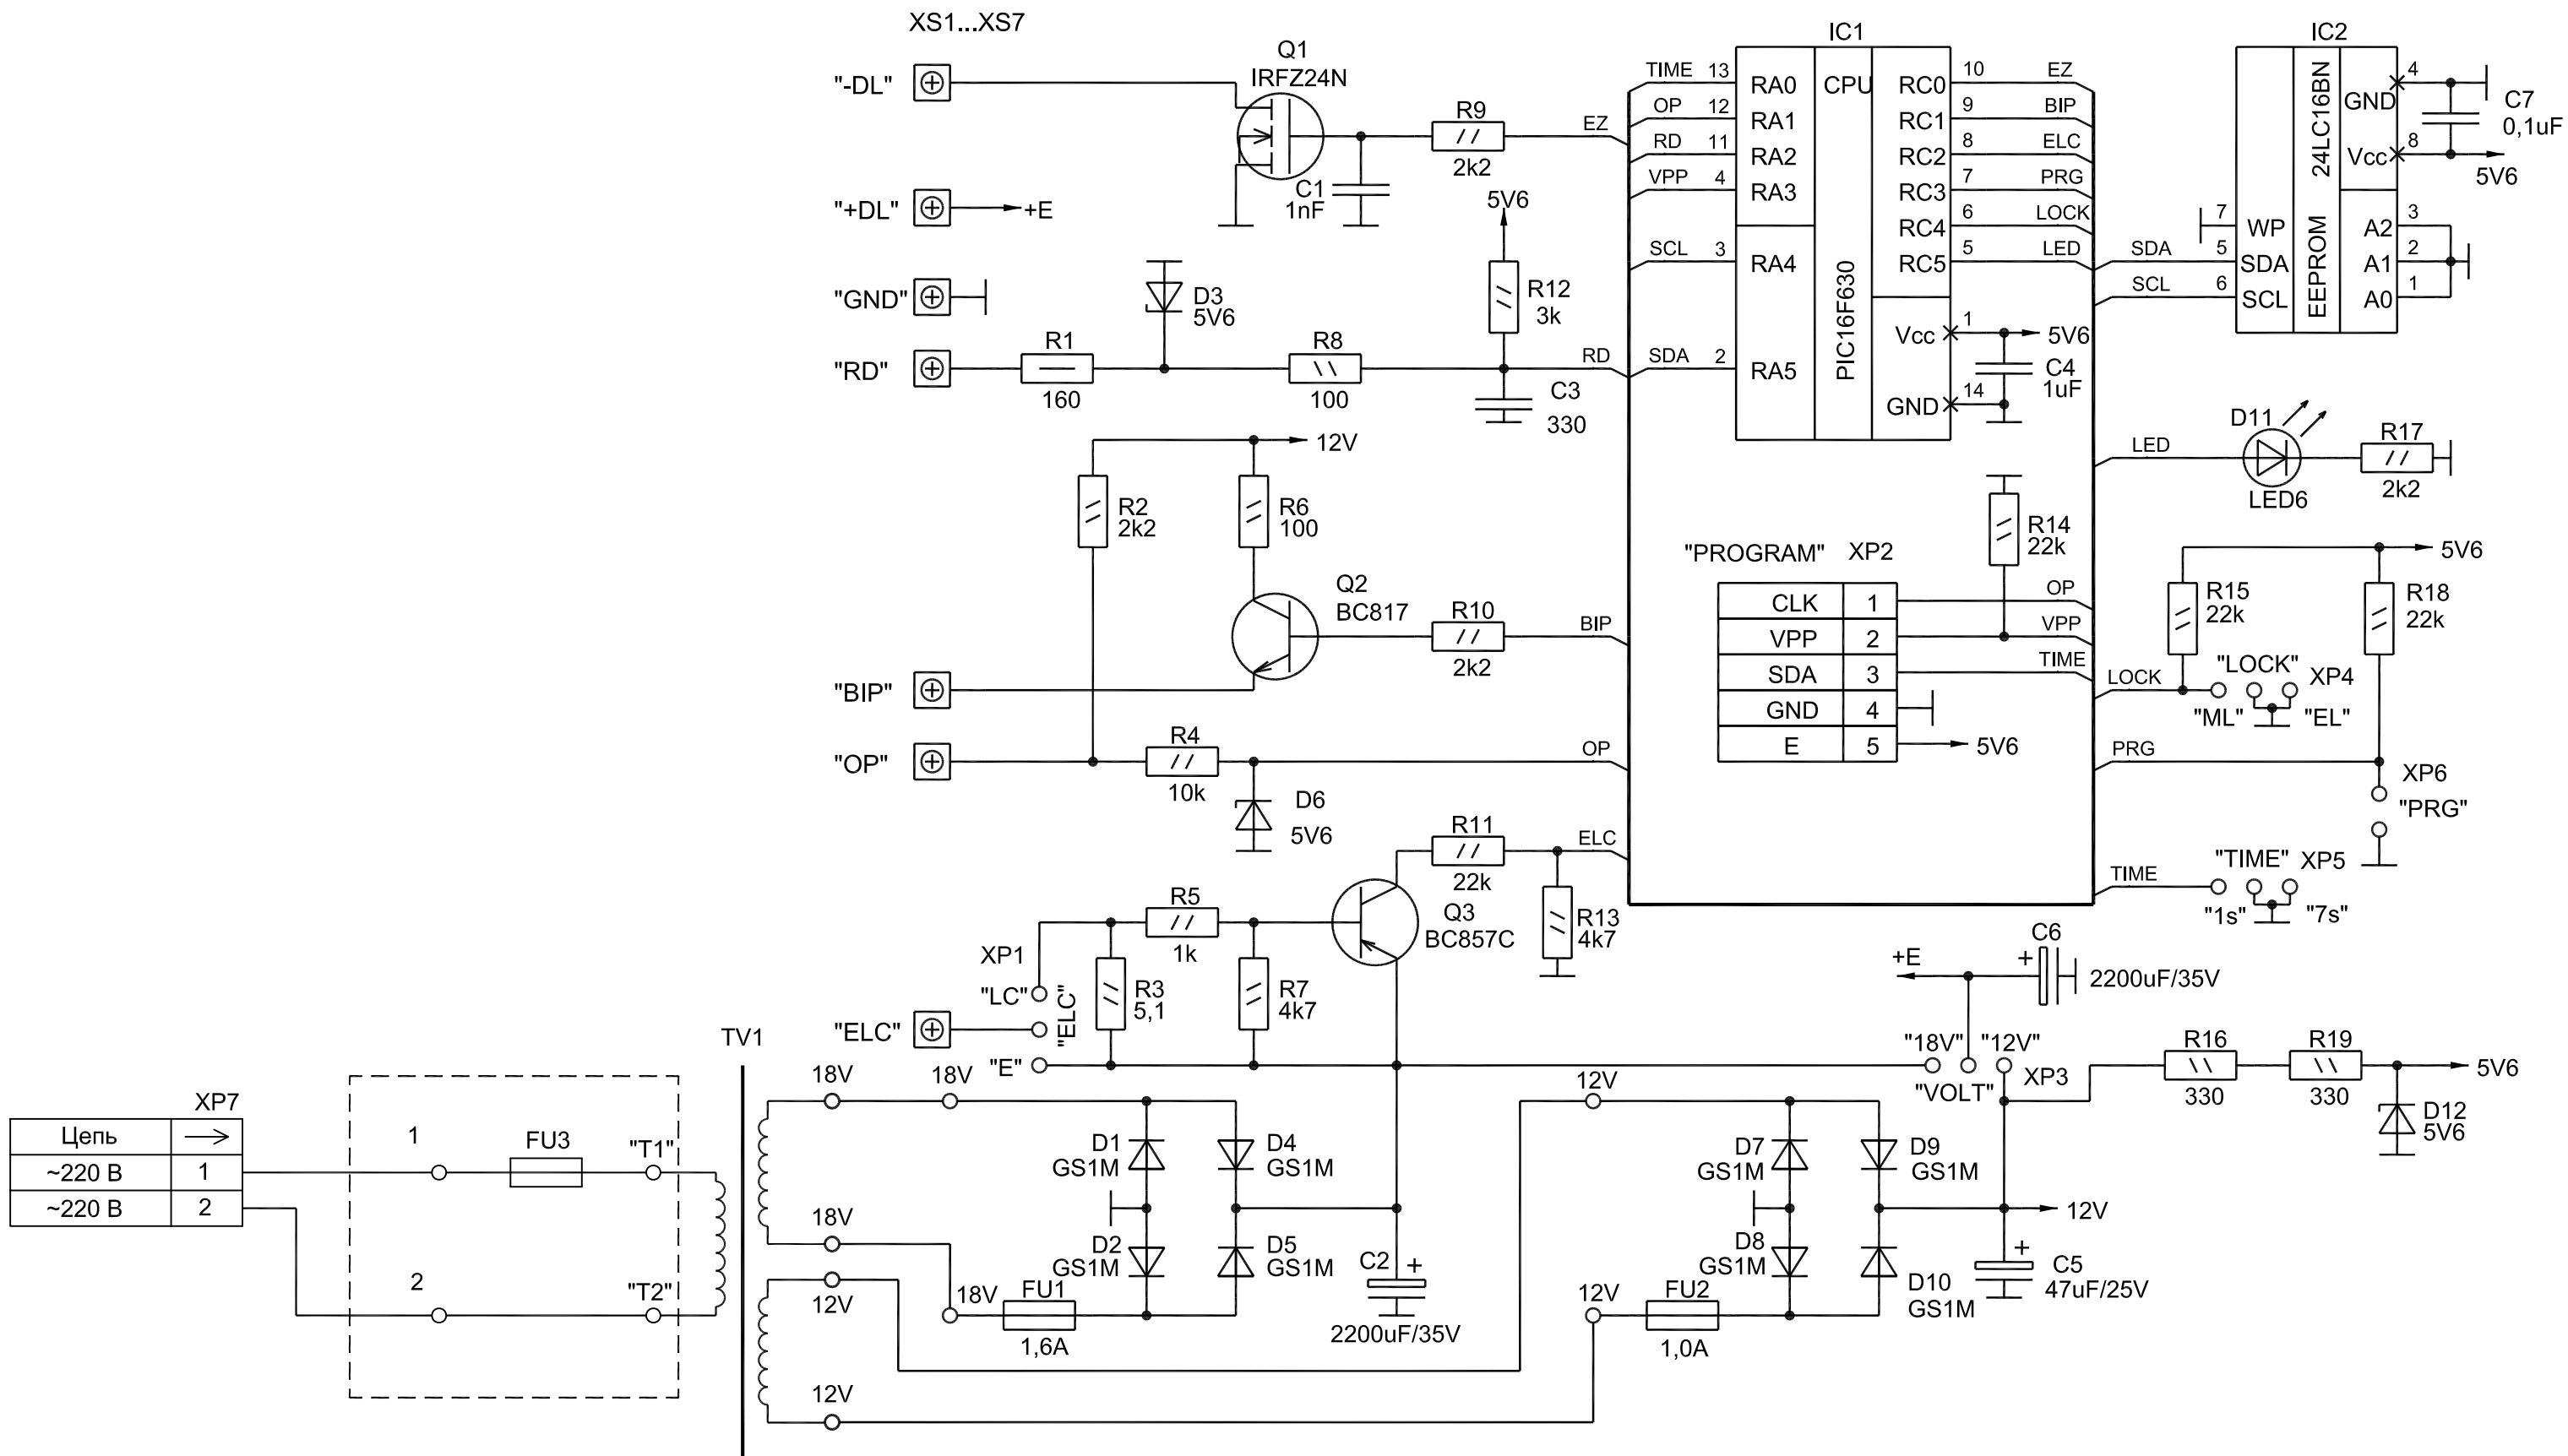 XS1...XS7
"-DL"
"+DL"
+E
"GND"
"RD"
"BIP"
"OP"
"ELC"
Q1
IRFZ24N
C1
1nF
R9
2k2
EZ
5V6
R12
3k
D3
5V6
R1
160
R8
100
RD
C3
330
12V
R2
2k2
R6
100
Q2
BC817
R10
2k2
BIP
R4
10k
OP
D6
5V6
R11
22k
ELC
Q3
BC857C
R13
4k7
R5
1k
R3
5,1
R7
4k7
XP1
"LC"
"ELC"
"E"
IC1
CPU
PIC16F630
TIME 13 RA0
OP 12 RA1
RD 11 RA2
VPP 4 RA3
SCL 3 RA4
SDA 2 RA5
RC0 10 EZ
RC1 9 BIP
RC2 8 ELC
RC3 7 PRG
RC4 6 LOCK
RC5 5 LED
Vcc 1 5V6
C4
1uF
GND 14
R14
22k
"PROGRAM" XP2
CLK 1 OP
VPP 2 VPP
SDA 3 TIME
GND 4
E 5 5V6
IC2
24LC16BN
EEPROM
GND 4
Vcc 8
5V6
C7
0,1uF
7 WP
SDA 5 SDA
SCL 6 SCL
A2 3
A1 2
A0 1
LED
D11
LED6
R17
2k2
5V6
R15
22k
R18
22k
LOCK
"LOCK"
XP4
"ML"
"EL"
PRG
XP6
"PRG"
TIME
"TIME" XP5
"1s"
"7s"
C6
+
2200uF/35V
+E
"18V"
"12V"
"VOLT"
XP3
R16
330
R19
330
5V6
D12
5V6
XP7
Цепь
~220 В 1
~220 В 2
1
FU3
"T1"
2
"T2"
TV1
18V
18V
18V
12V
12V
18V
FU1
1,6A
D1
GS1M
D4
GS1M
D2
GS1M
D5
GS1M
C2
+
2200uF/35V
12V
12V
FU2
1,0A
D7
GS1M
D9
GS1M
D8
GS1M
D10
GS1M
12V
+
C5
47uF/25V